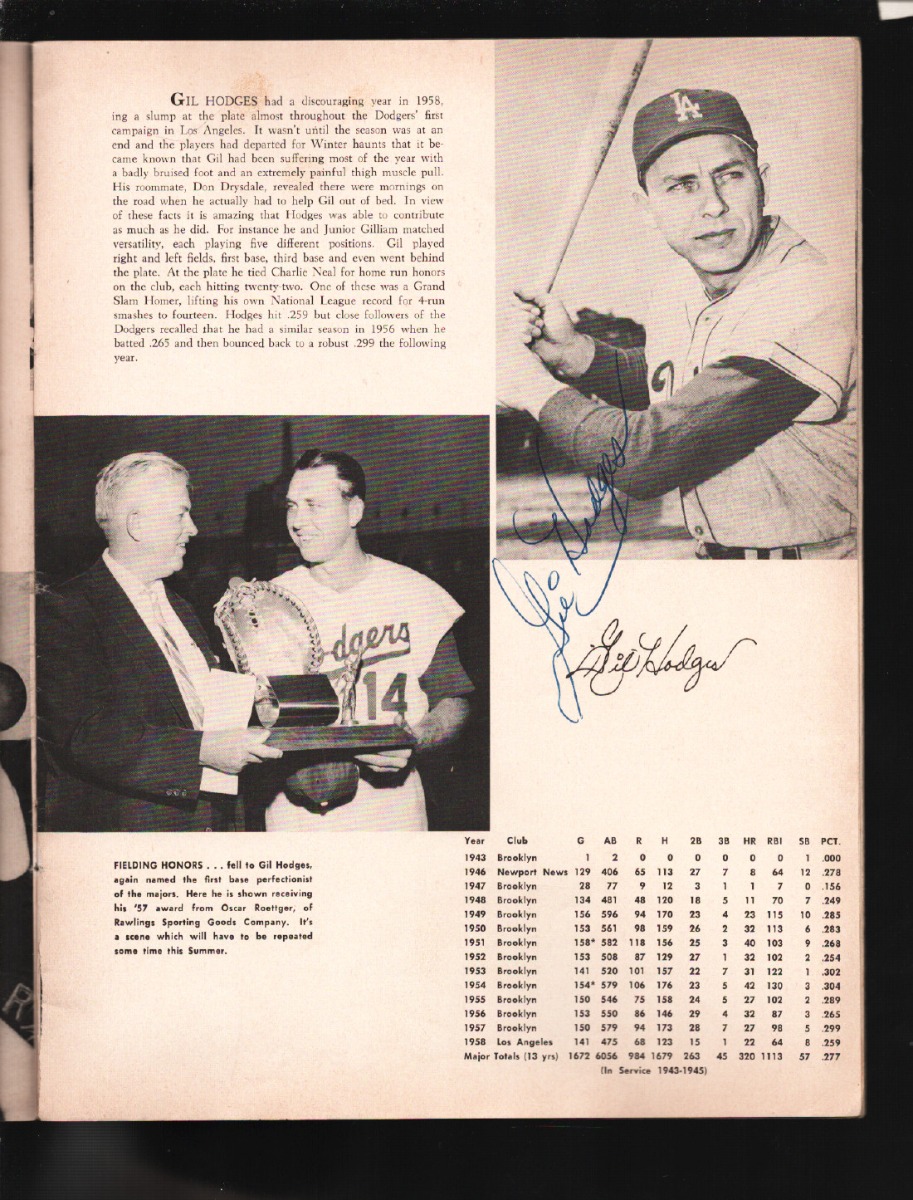 GIL HODGES had a discouraging year in 1958,
ing a slump at the plate almost throughout the Dodgers' first
campaign in Los Angeles. It wasn't until the season was at an
end and the players had departed for Winter haunts that it be-
came known that Gil had been suffering most of the year with
a badly bruised foot and an extremely painful thigh muscle pull.
His roommate, Don Drysdale, revealed there were mornings on
the road when he actually had to help Gil out of bed. In view
of these facts it is amazing that Hodges was able to contribute
as much as he did. For instance he and Junior Gilliam matched
versatility, each playing five different positions. Gil played
right and left fields, first base, third base and even went behind
the plate. At the plate he tied Charlie Neal for home run honors
on the club, each hitting twenty-two. One of these was a Grand
Slam Homer, lifting his own National League record for 4-run
smashes to fourteen. Hodges hit .259 but close followers of the
Dodgers recalled that he had a similar season in 1956 when he
batted .265 and then bounced back to a robust .299 the following
year.
LA
Gil Hodges
Gil Hodges
dgers
14
FIELDING HONORS . . . fell to Gil Hodges,
again named the first base perfectionist
of the majors. Here he is shown receiving
his '57 award from Oscar Roettger, of
Rawlings Sporting Goods Company. It's
a scene which will have to be repeated
some time this Summer.
Year Club G AB R H 2B 3B HR RBI SB PCT.
1943 Brooklyn 1 2 0 0 0 0 0 0 1 .000
1946 Newport News 129 406 65 113 27 7 8 64 12 .278
1947 Brooklyn 28 77 9 12 3 1 1 7 0 .156
1948 Brooklyn 134 481 48 120 18 5 11 70 7 .249
1949 Brooklyn 156 596 94 170 23 4 23 115 10 .285
1950 Brooklyn 153 561 98 159 26 2 32 113 6 .283
1951 Brooklyn 158* 582 118 156 25 3 40 103 9 .268
1952 Brooklyn 153 508 87 129 27 1 32 102 2 .254
1953 Brooklyn 141 520 101 157 22 7 31 122 1 .302
1954 Brooklyn 154* 579 106 176 23 5 42 130 3 .304
1955 Brooklyn 150 546 75 158 24 5 27 102 2 .289
1956 Brooklyn 153 550 86 146 29 4 32 87 3 .265
1957 Brooklyn 150 579 94 173 28 7 27 98 5 .299
1958 Los Angeles 141 475 68 123 15 1 22 64 8 .259
Major Totals (13 yrs) 1672 6056 984 1679 263 45 320 1113 57 .277
(In Service 1943-1945)